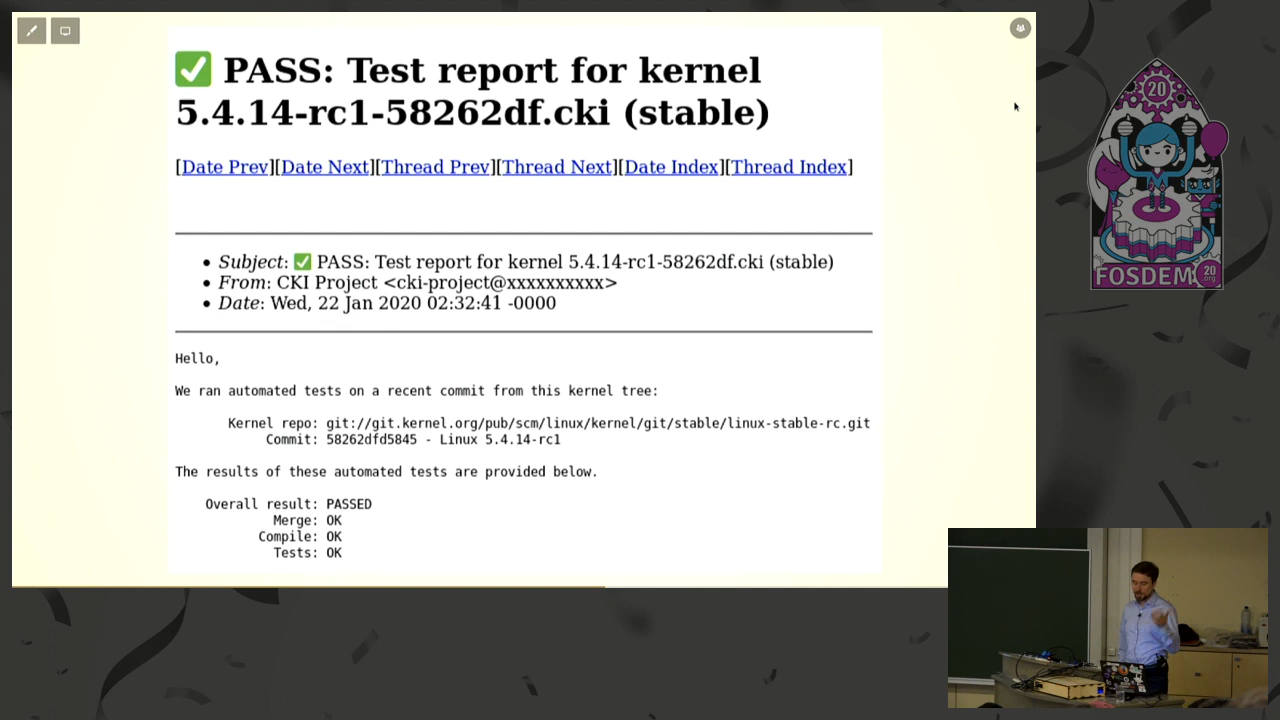 ✅ PASS: Test report for kernel
5.4.14-rc1-58262df.cki (stable)
[Date Prev][Date Next][Thread Prev][Thread Next][Date Index][Thread Index]
• Subject: ✅ PASS: Test report for kernel 5.4.14-rc1-58262df.cki (stable)
• From: CKI Project <cki-project@xxxxxxxxxx>
• Date: Wed, 22 Jan 2020 02:32:41 -0000
Hello,
We ran automated tests on a recent commit from this kernel tree:
Kernel repo: git://git.kernel.org/pub/scm/linux/kernel/git/stable/linux-stable-rc.git
Commit: 58262dfd5845 - Linux 5.4.14-rc1
The results of these automated tests are provided below.
Overall result: PASSED
Merge: OK
Compile: OK
Tests: OK
20
FOSDEM
20
.org